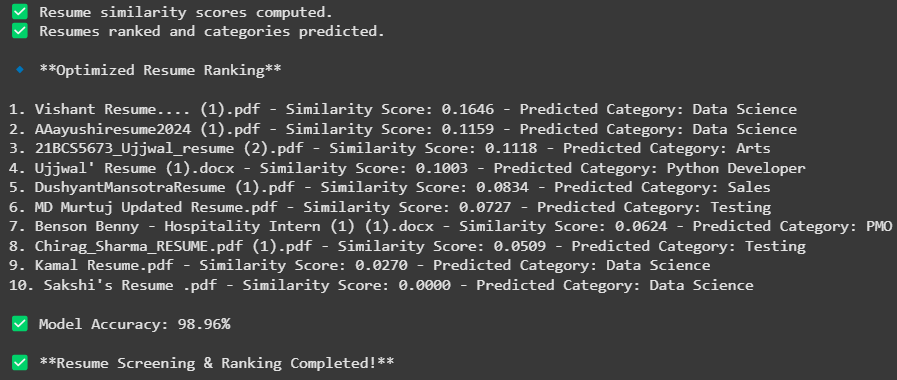 ✅ Resume similarity scores computed.
✅ Resumes ranked and categories predicted.
🔹 **Optimized Resume Ranking**
1. Vishant Resume.... (1).pdf - Similarity Score: 0.1646 - Predicted Category: Data Science
2. AAayushiresume2024 (1).pdf - Similarity Score: 0.1159 - Predicted Category: Data Science
3. 21BCS5673_Ujjwal_resume (2).pdf - Similarity Score: 0.1118 - Predicted Category: Arts
4. Ujjwal' Resume (1).docx - Similarity Score: 0.1003 - Predicted Category: Python Developer
5. DushyantMansotraResume (1).pdf - Similarity Score: 0.0834 - Predicted Category: Sales
6. MD Murtuj Updated Resume.pdf - Similarity Score: 0.0727 - Predicted Category: Testing
7. Benson Benny - Hospitality Intern (1) (1).docx - Similarity Score: 0.0624 - Predicted Category: PMO
8. Chirag_Sharma_RESUME.pdf (1).pdf - Similarity Score: 0.0509 - Predicted Category: Testing
9. Kamal Resume.pdf - Similarity Score: 0.0270 - Predicted Category: Data Science
10. Sakshi's Resume .pdf - Similarity Score: 0.0000 - Predicted Category: Data Science
✅ Model Accuracy: 98.96%
✅ **Resume Screening & Ranking Completed!**